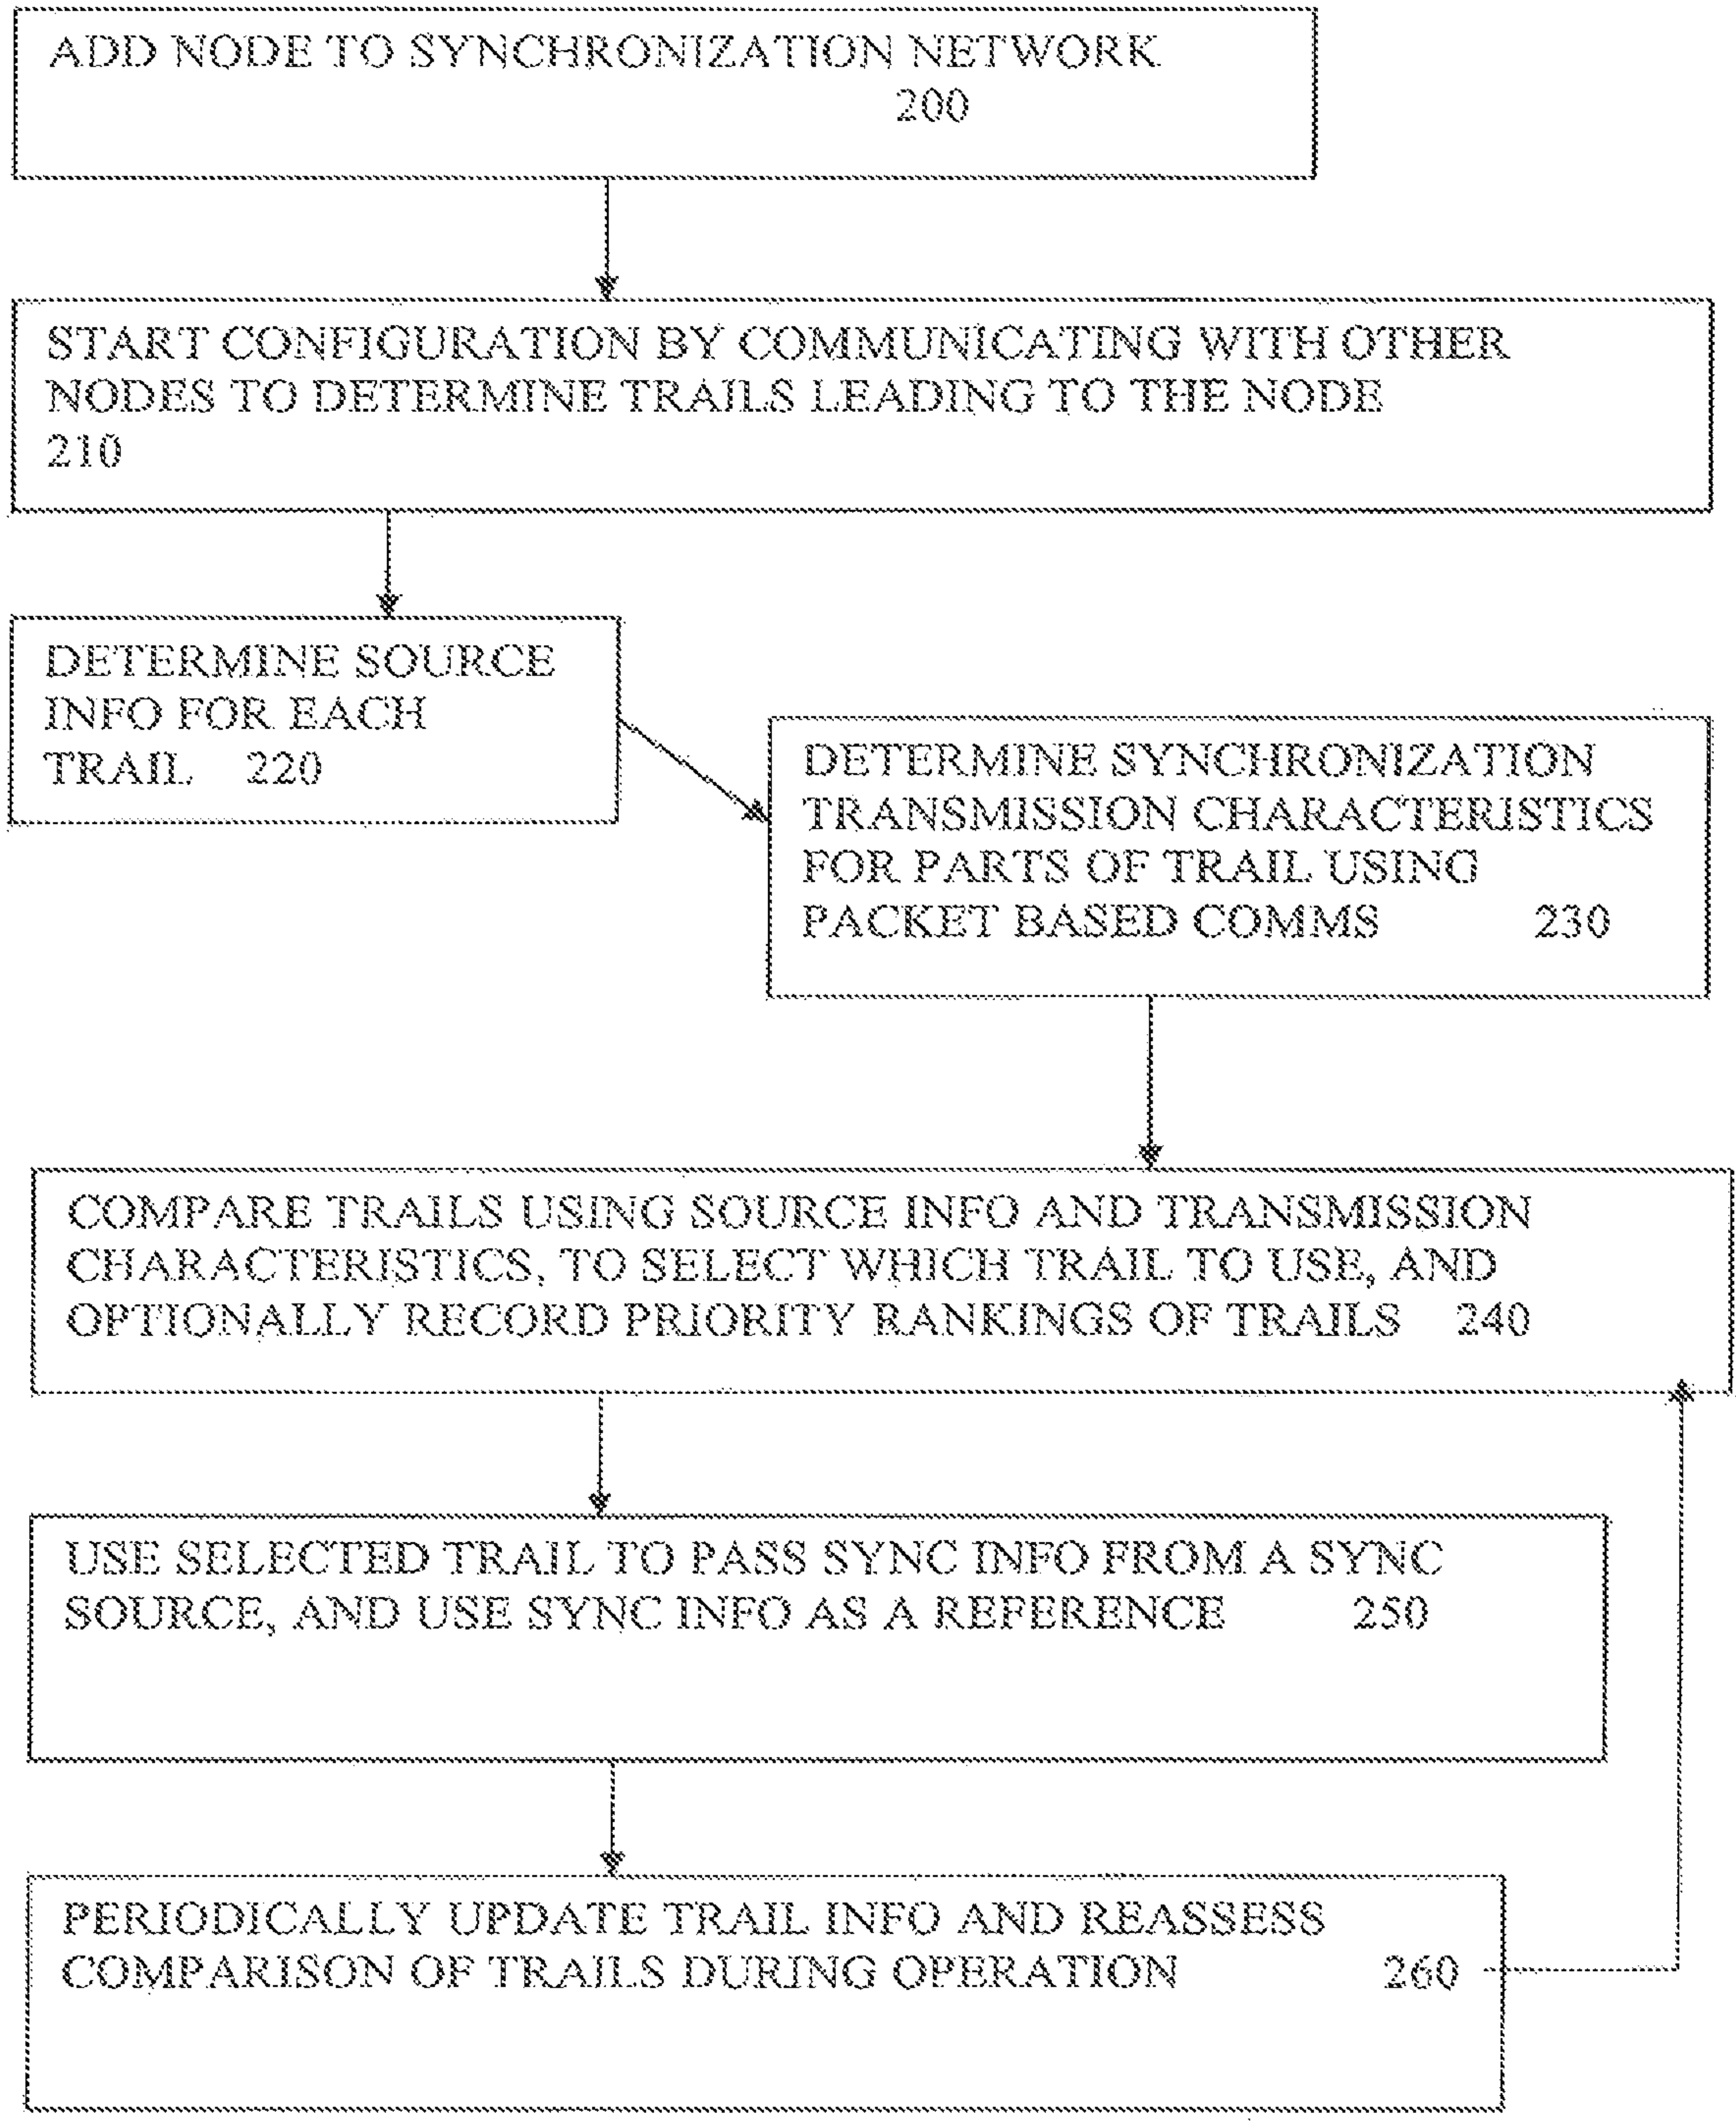 ADD NODE TO SYNCHRONIZATION NETWORK
200
START CONFIGURATION BY COMMUNICATING WITH OTHER
NODES TO DETERMINE TRAILS LEADING TO THE NODE
210
DETERMINE SOURCE
INFO FOR EACH
TRAIL 220
DETERMINE SYNCHRONIZATION
TRANSMISSION CHARACTERISTICS
FOR PARTS OF TRAIL USING
PACKET BASED COMMS 230
COMPARE TRAILS USING SOURCE INFO AND TRANSMISSION
CHARACTERISTICS, TO SELECT WHICH TRAIL TO USE, AND
OPTIONALLY RECORD PRIORITY RANKINGS OF TRAILS 240
USE SELECTED TRAIL TO PASS SYNC INFO FROM A SYNC
SOURCE, AND USE SYNC INFO AS A REFERENCE 250
PERIODICALLY UPDATE TRAIL INFO AND REASSESS
COMPARISON OF TRAILS DURING OPERATION 260